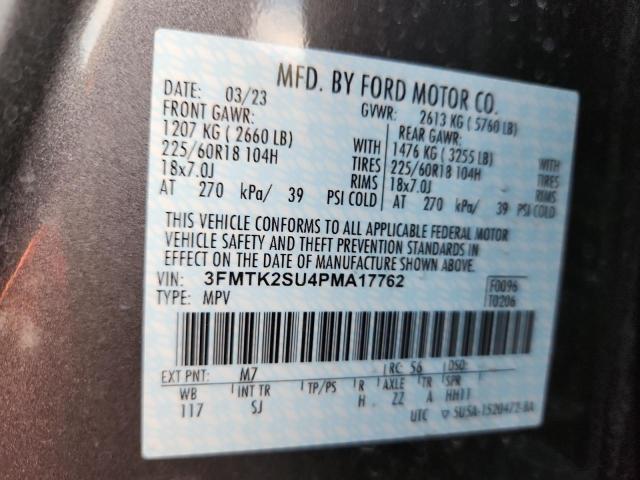 MFD. BY FORD MOTOR CO.
DATE: 03/23 GVWR: 2613 KG (5760 LB)
FRONT GAWR: REAR GAWR:
1207 KG (2660 LB) WITH 1476 KG (3255 LB) WITH
225/60R18 104H TIRES 225/60R18 104H TIRES
18x7.0J RIMS 18x7.0J RIMS
AT 270 kPa/ 39 PSI COLD AT 270 kPa/ 39 PSI COLD
THIS VEHICLE CONFORMS TO ALL APPLICABLE FEDERAL MOTOR
VEHICLE SAFETY AND THEFT PREVENTION STANDARDS IN
EFFECT ON THE DATE OF MANUFACTURE SHOWN ABOVE.
VIN: 3FMTK2SU4PMA17762 F0096
TYPE: MPV T0206
EXT PNT: M7 RC: 56 DSO:
WB INT TR TP/PS R AXLE TR SPR
117 SJ H ZZ A HH11
UTC ▽ 5U5A-1520472-BA